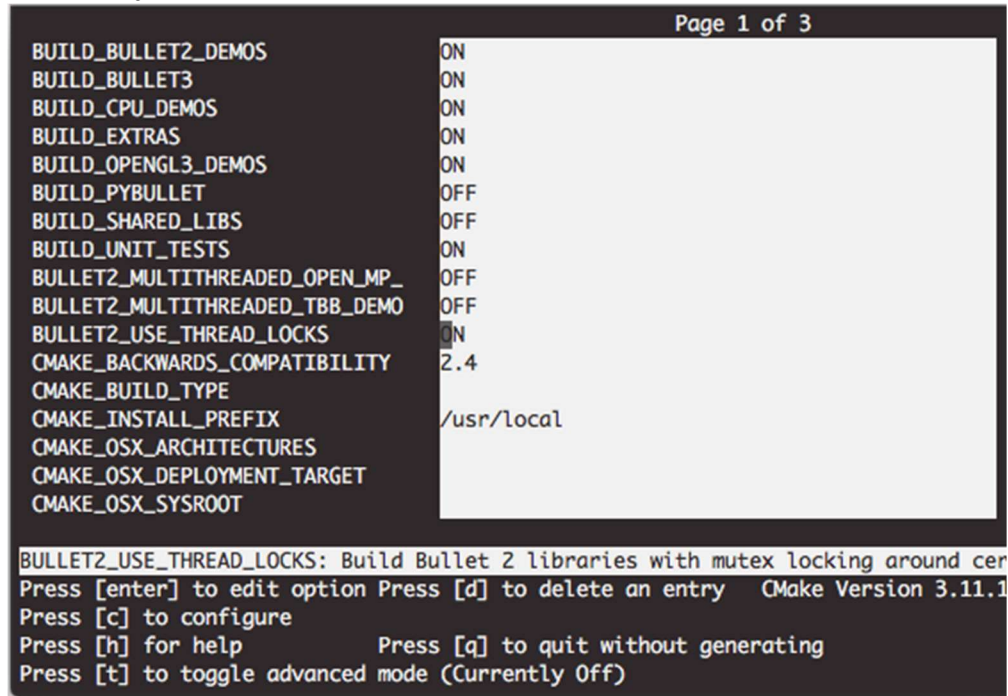 Page 1 of 3
BUILD_BULLET2_DEMOS ON
BUILD_BULLET3 ON
BUILD_CPU_DEMOS ON
BUILD_EXTRAS ON
BUILD_OPENGL3_DEMOS ON
BUILD_PYBULLET OFF
BUILD_SHARED_LIBS OFF
BUILD_UNIT_TESTS ON
BULLET2_MULTITHREADED_OPEN_MP_ OFF
BULLET2_MULTITHREADED_TBB_DEMO OFF
BULLET2_USE_THREAD_LOCKS ON
CMAKE_BACKWARDS_COMPATIBILITY 2.4
CMAKE_BUILD_TYPE
CMAKE_INSTALL_PREFIX /usr/local
CMAKE_OSX_ARCHITECTURES
CMAKE_OSX_DEPLOYMENT_TARGET
CMAKE_OSX_SYSROOT
BULLET2_USE_THREAD_LOCKS: Build Bullet 2 libraries with mutex locking around cer
Press [enter] to edit option Press [d] to delete an entry CMake Version 3.11.1
Press [c] to configure
Press [h] for help Press [q] to quit without generating
Press [t] to toggle advanced mode (Currently Off)